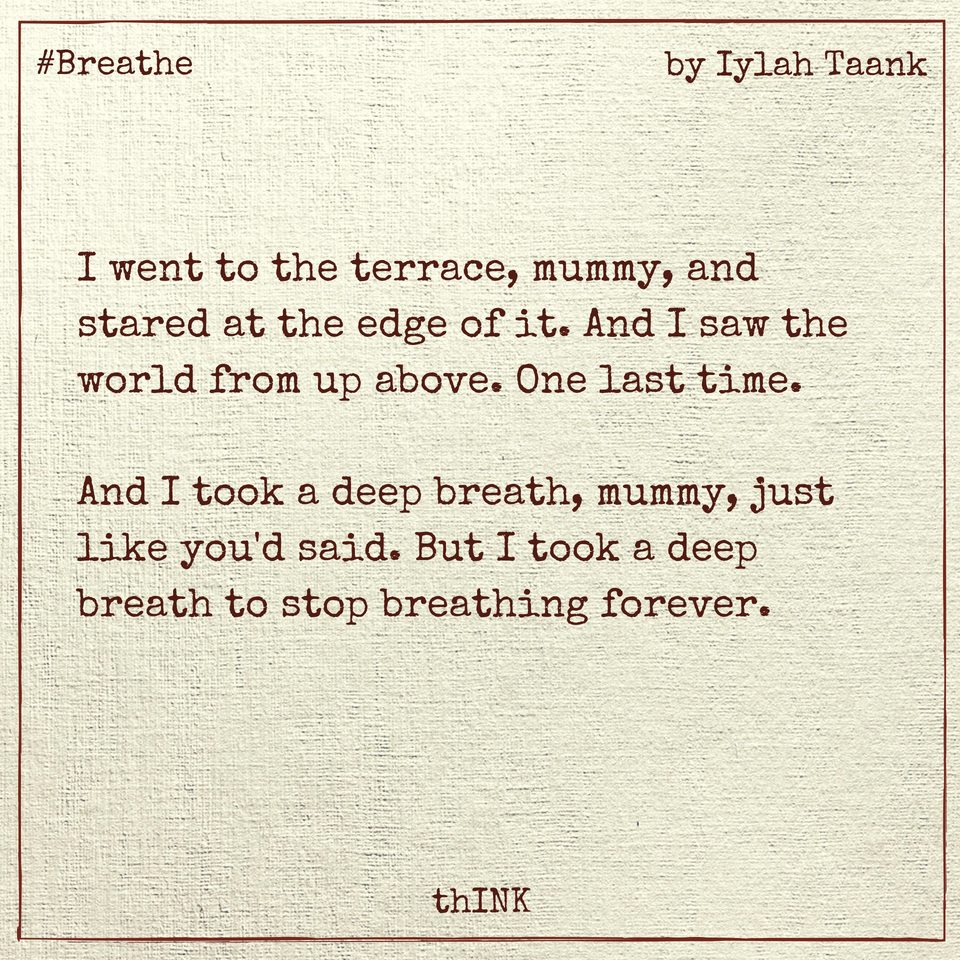 #Breathe
by Iylah Taank
I went to the terrace, mummy, and
stared at the edge of it. And I saw the
world from up above. One last time.
And I took a deep breath, mummy, just
like you'd said. But I took a deep
breath to stop breathing forever.
thINK